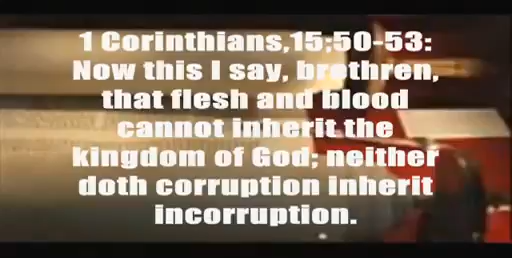 1 Corinthians,15;50-53:
Now this I say, brethren,
that flesh and blood
cannot inherit the
kingdom of God; neither
doth corruption inherit
incorruption.